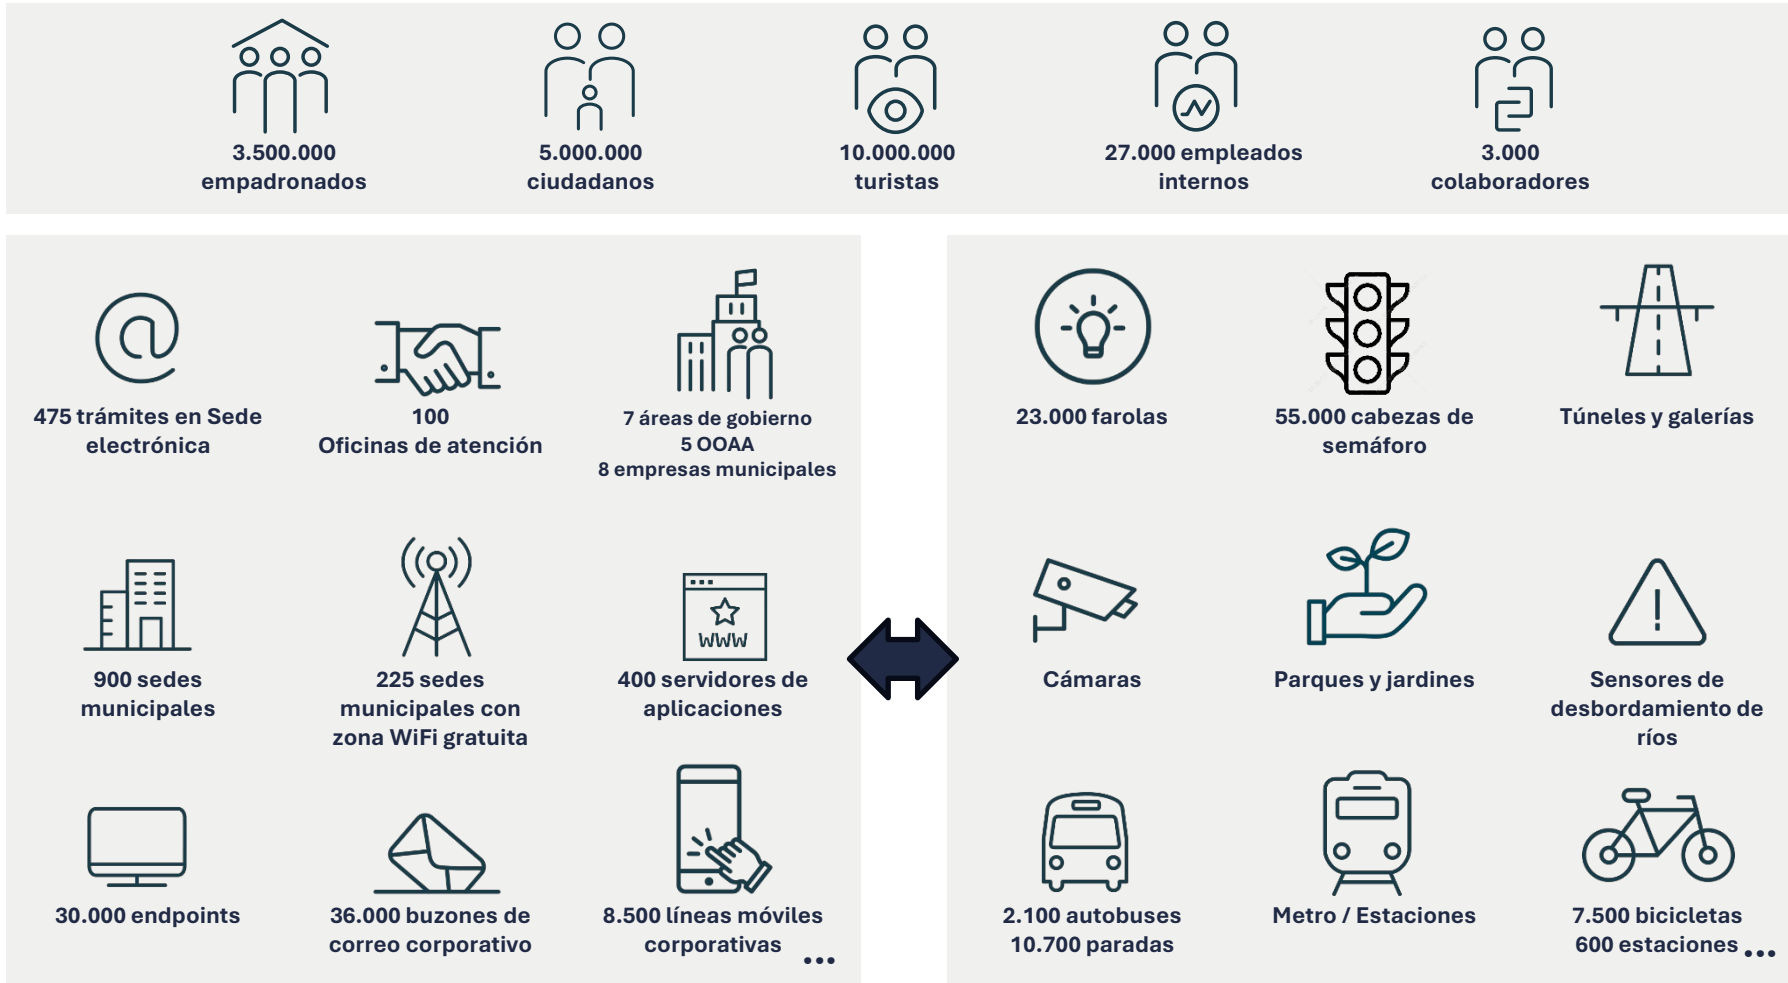 3.500.000
empadronados
5.000.000
ciudadanos
10.000.000
turistas
27.000 empleados
internos
3.000
colaboradores
475 trámites en Sede
electrónica
100
Oficinas de atención
7 áreas de gobierno
5 OOAA
8 empresas municipales
900 sedes
municipales
225 sedes
municipales con
zona WiFi gratuita
WWW
400 servidores de
aplicaciones
30.000 endpoints
36.000 buzones de
correo corporativo
8.500 líneas móviles
corporativas
...
23.000 farolas
55.000 cabezas de
semáforo
Túneles y galerías
Cámaras
Parques y jardines
Sensores de
desbordamiento de
ríos
2.100 autobuses
10.700 paradas
Metro / Estaciones
7.500 bicicletas
600 estaciones
...